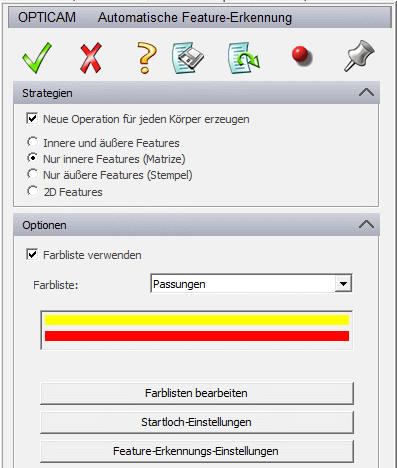 OPTICAM Automatische Feature-Erkennung
Strategien
Neue Operation für jeden Körper erzeugen
Innere und äußere Features
Nur innere Features (Matrize)
Nur äußere Features (Stempel)
2D Features
Optionen
Farbliste verwenden
Farbliste: Passungen
Farblisten bearbeiten
Startloch-Einstellungen
Feature-Erkennungs-Einstellungen